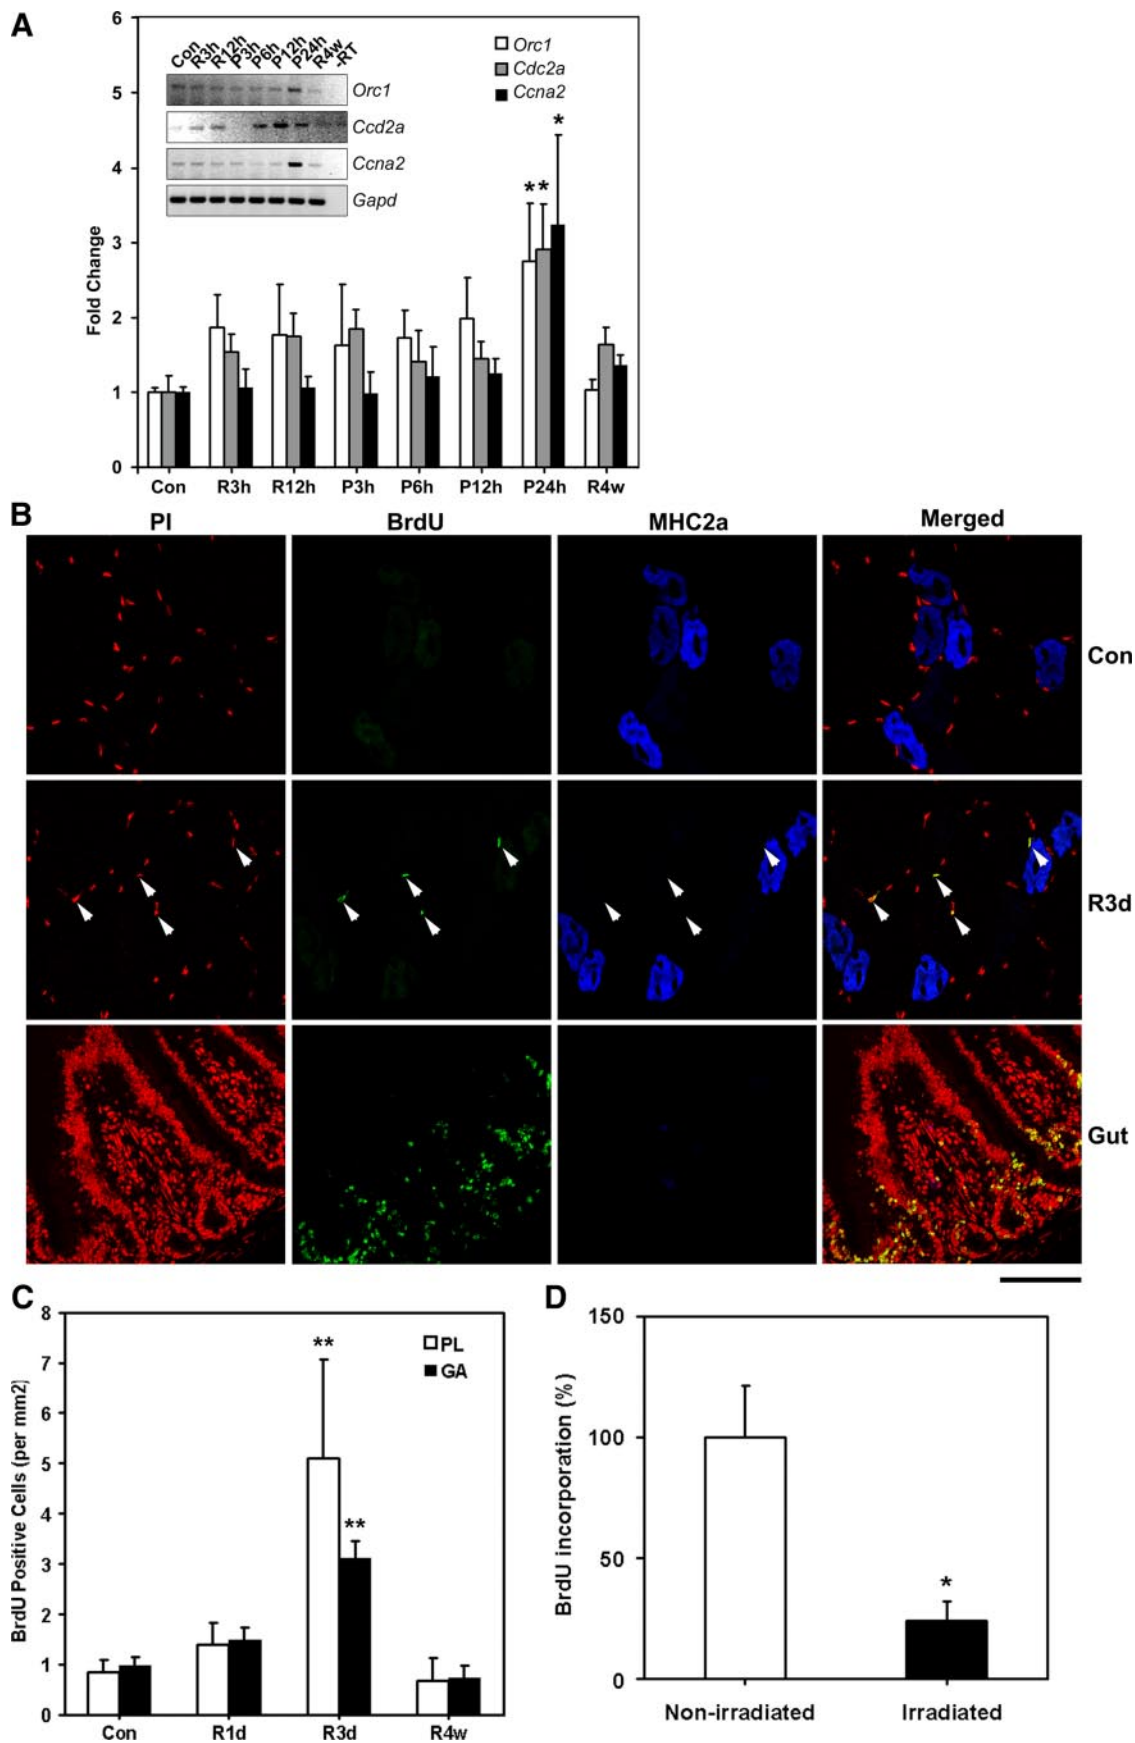 A
6
5
4
3
2
1
0
Fold Change
Con R3h R12h P3h P6h P12h P24h R4w -RT
Orc1
Ccd2a
Ccna2
Gapd
Orc1
Cdc2a
Ccna2
* * *
Con R3h R12h P3h P6h P12h P24h R4w
B
PI BrdU MHC2a Merged
Con
R3d
Gut
C
BrdU Positive Cells (per mm2)
8
7
6
5
4
3
2
1
0
PL
GA
**
**
Con R1d R3d R4w
D
BrdU incorporation (%)
150
100
50
0
*
Non-irradiated Irradiated